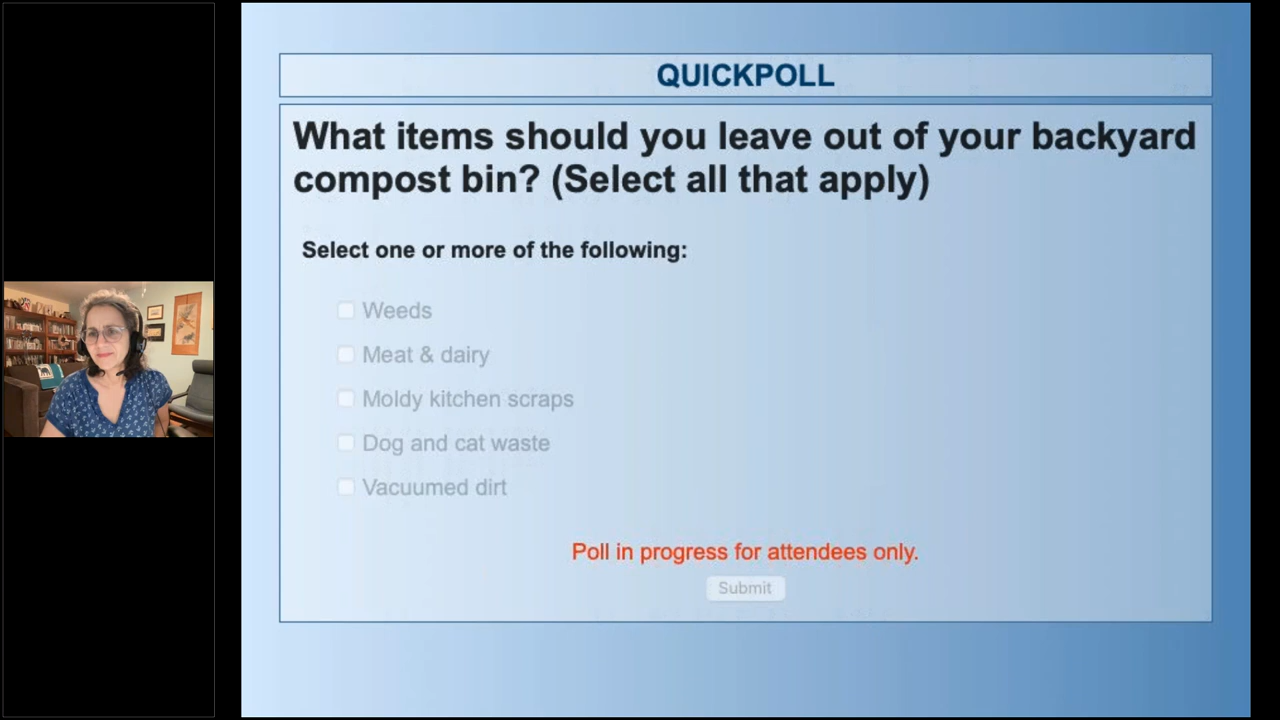 QUICKPOLL
What items should you leave out of your backyard
compost bin? (Select all that apply)
Select one or more of the following:
Weeds
Meat & dairy
Moldy kitchen scraps
Dog and cat waste
Vacuumed dirt
Poll in progress for attendees only.
Submit